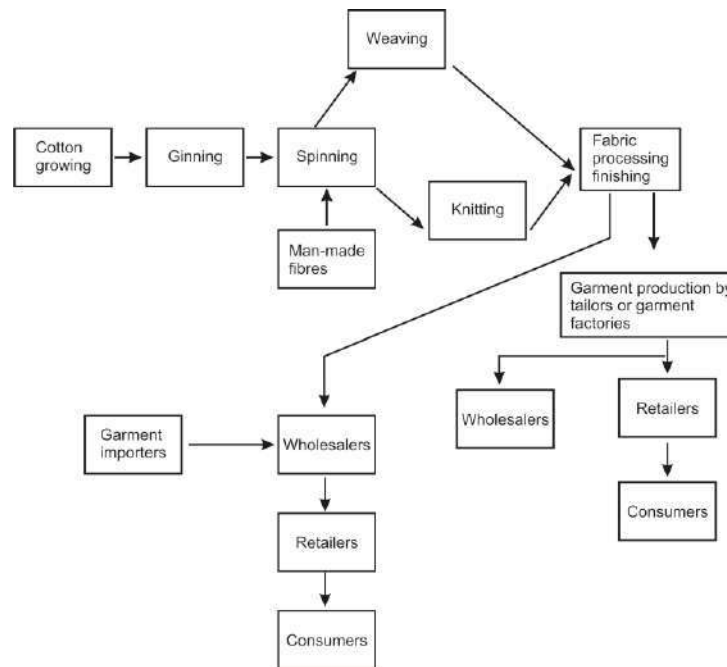 Weaving
Cotton
growing
Ginning
Spinning
Fabric
processing
finishing
Knitting
Man-made
fibres
Garment production by
tailors or garment
factories
Wholesalers
Retailers
Garment
importers
Wholesalers
Consumers
Retailers
Consumers